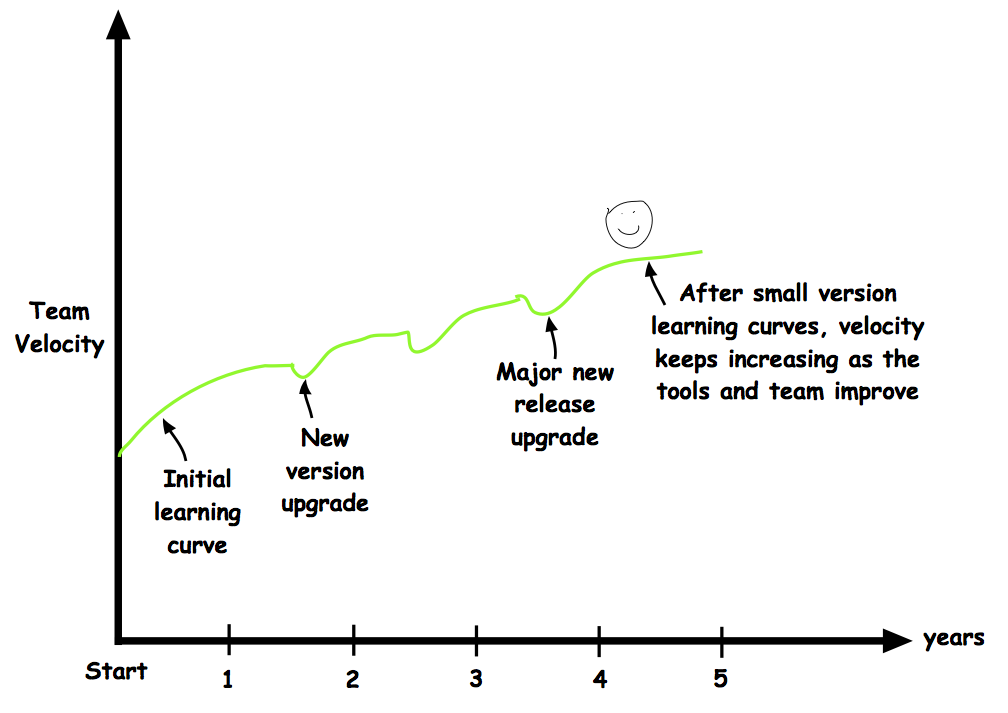 Team
Velocity
Initial
learning
curve
New
version
upgrade
Major new
release
upgrade
After small version
learning curves, velocity
keeps increasing as the
tools and team improve
years
Start
1
2
3
4
5